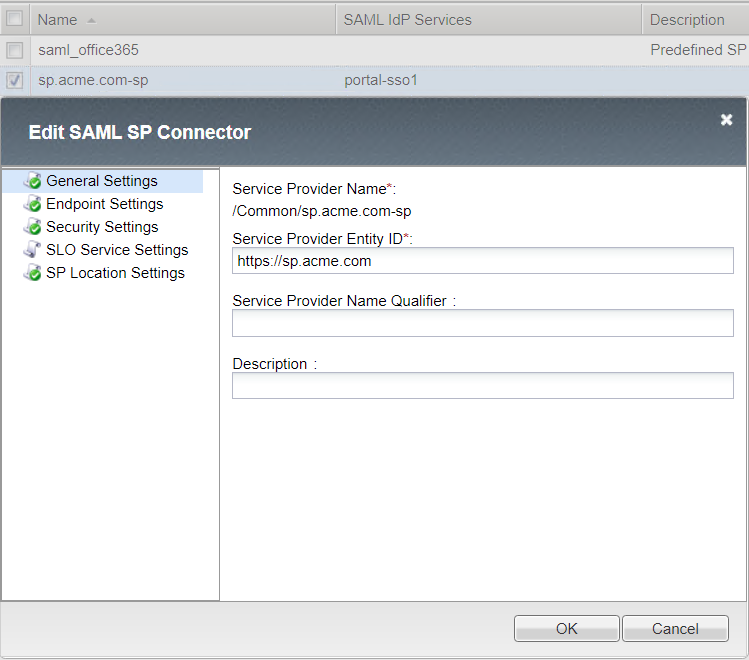 Name SAML IdP Services Description
saml_office365 Predefined SP
sp.acme.com-sp portal-sso1
Edit SAML SP Connector
General Settings
Endpoint Settings
Security Settings
SLO Service Settings
SP Location Settings
Service Provider Name*:
/Common/sp.acme.com-sp
Service Provider Entity ID*:
https://sp.acme.com
Service Provider Name Qualifier :
Description :
OK Cancel